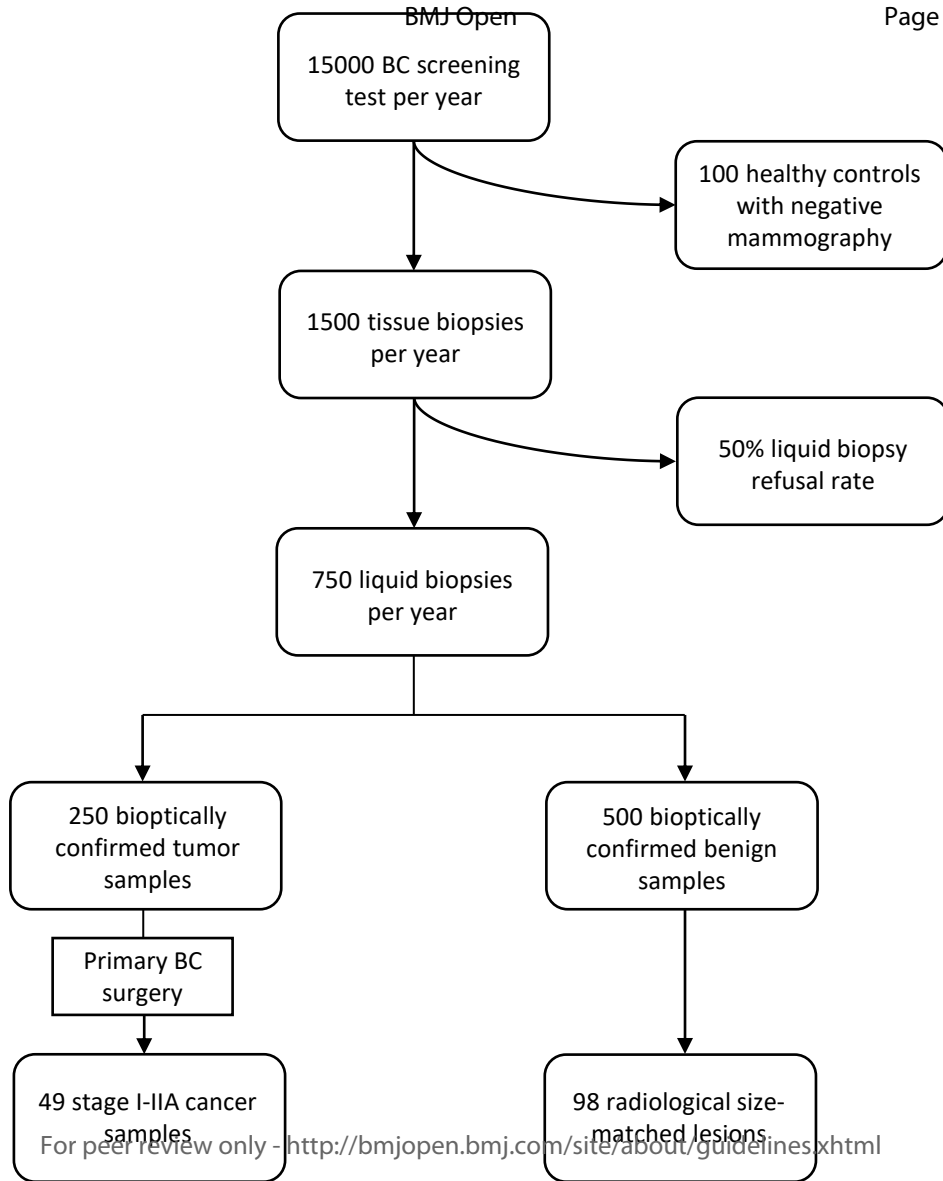 BMJ Open
Page
15000 BC screening
test per year
100 healthy controls
with negative
mammography
1500 tissue biopsies
per year
50% liquid biopsy
refusal rate
750 liquid biopsies
per year
250 bioptically
confirmed tumor
samples
500 bioptically
confirmed benign
samples
Primary BC
surgery
49 stage I-IIA cancer
samples
98 radiological size-
matched lesions
For peer review only - http://bmjopen.bmj.com/site/about/guidelines.xhtml